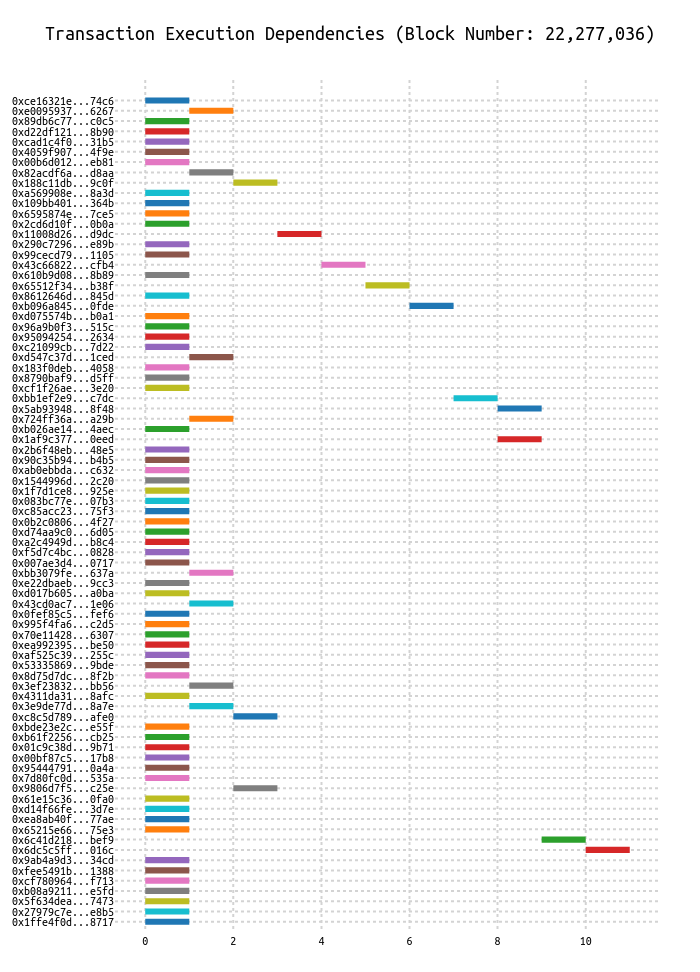 Transaction Execution Dependencies (Block Number: 22,277,036)
0xce16321e...74c6
0xe0095937...6267
0x89db6c77...c0c5
0xd22df121...8b90
0xcad1c4f0...31b5
0x4059f907...4f9e
0x00b6d012...eb81
0x82acdf6a...d8aa
0x188c11db...9c0f
0xa569908e...8a3d
0x109bb401...364b
0x6595874e...7ce5
0x2cd6d10f...0b0a
0x11008d26...d9dc
0x290c7296...e89b
0x99cecd79...1105
0x43c66822...cfb4
0x610b9d08...8b89
0x65512f34...b38f
0x8612646d...845d
0xb096a845...0fde
0xd075574b...b0a1
0x96a9b0f3...515c
0x95094254...2634
0xc21099cb...7d22
0xd547c37d...1ced
0x183f0deb...4058
0x8790baf9...d5ff
0xcf1f26ae...3e20
0xbb1ef2e9...c7dc
0x5ab93948...8f48
0x724ff36a...a29b
0xb026ae14...4aec
0x1af9c377...0eed
0x2b6f48eb...48e5
0x90c35b94...b4b5
0xab0ebbda...c632
0x1544996d...2c20
0x1f7d1ce8...925e
0x083bc77e...07b3
0xc85acc23...75f3
0x0b2c0806...4f27
0xd74aa9c0...6d05
0xa2c4949d...b8c4
0xf5d7c4bc...0828
0x007ae3d4...0717
0xbb3079fe...637a
0xe22dbaeb...9cc3
0xd017b605...a0ba
0x43cd0ac7...1e06
0x0fef85c5...fef6
0x995f4fa6...c2d5
0x70e11428...6307
0xea992395...be50
0xaf525c39...255c
0x53335869...9bde
0x8d75d7dc...8f2b
0x3ef23832...bb56
0x4311da31...8afc
0x3e9de77d...8a7e
0xc8c5d789...afe0
0xbde23e2c...e55f
0xb61f2256...cb25
0x01c9c38d...9b71
0x00bf87c5...17b8
0x95444791...0a4a
0x7d80fc0d...535a
0x9806d7f5...c25e
0x61e15c36...0fa0
0xd14f66fe...3d7e
0xea8ab40f...77ae
0x65215e66...75e3
0x6c41d218...bef9
0x6dc5c5ff...016c
0x9ab4a9d3...34cd
0xfee5491b...1388
0xcf780964...f713
0xb08a9211...e5fd
0x5f634dea...7473
0x27979c7e...e8b5
0x1ffe4f0d...8717
0 2 4 6 8 10